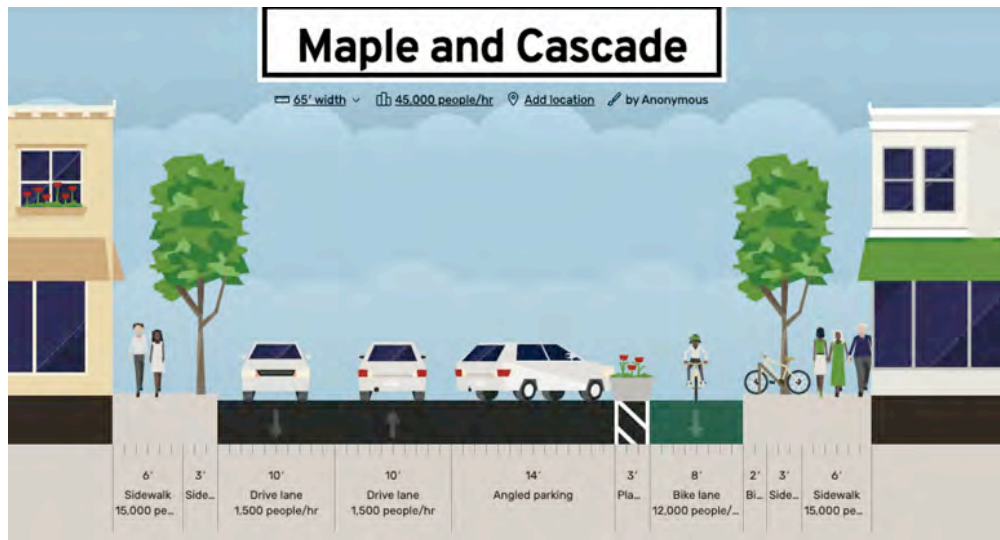 Maple and Cascade
65′ width 45,000 people/hr Add location by Anonymous
6′ 3′ 10′ 10′ 14′ 3′ 8′ 2′ 3′ 6′
Sidewalk Side... Drive lane Drive lane Angled parking Pla... Bike lane Bi... Side... Sidewalk
15,000 pe... 1,500 people/hr 1,500 people/hr 12,000 people/... 15,000 pe...